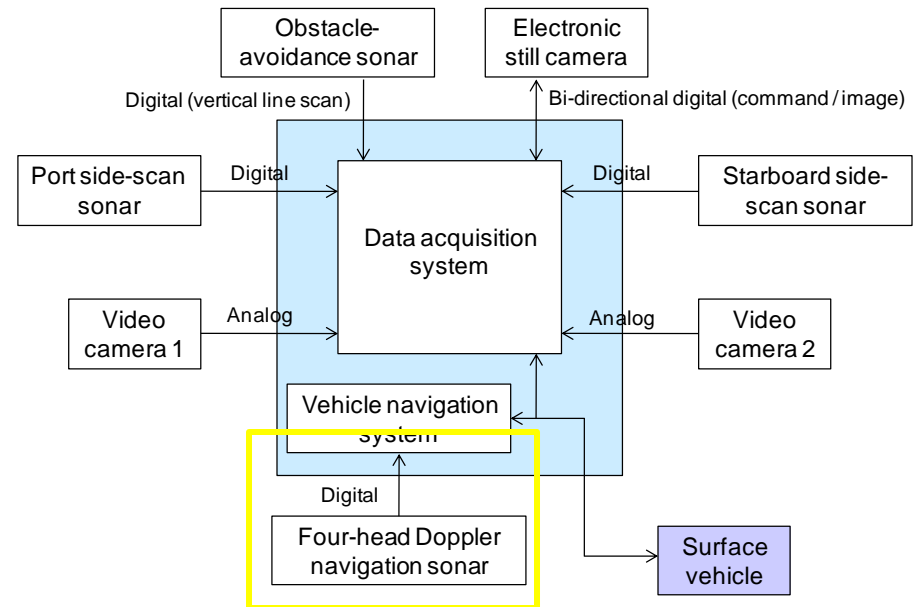 Obstacle-
avoidance sonar
Electronic
still camera
Digital (vertical line scan)
Bi-directional digital (command / image)
Port side-scan
sonar
Digital
Digital
Starboard side-
scan sonar
Data acquisition
system
Video
camera 1
Analog
Analog
Video
camera 2
Vehicle navigation
system
Digital
Four-head Doppler
navigation sonar
Surface
vehicle